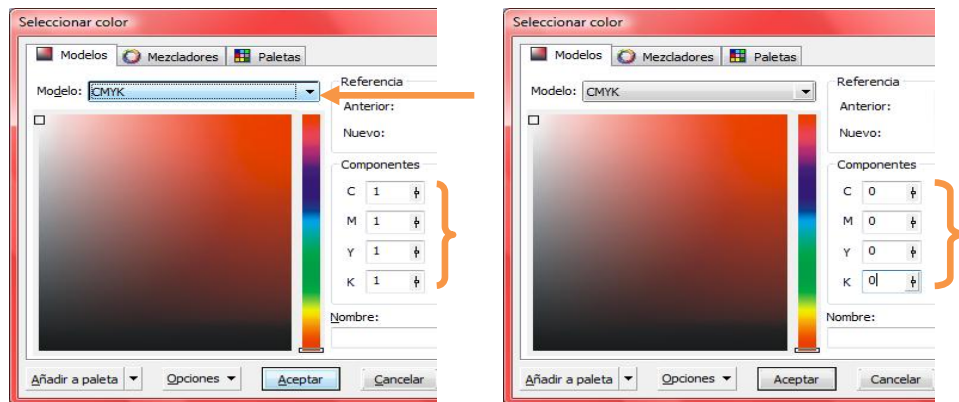 Seleccionar color
Modelos Mezcladores Paletas
Modelo: CMYK
Referencia
Anterior:
Nuevo:
Componentes
C 1
M 1
Y 1
K 1
Nombre:
Añadir a paleta Opciones Aceptar Cancelar
Seleccionar color
Modelos Mezcladores Paletas
Modelo: CMYK
Referencia
Anterior:
Nuevo:
Componentes
C 0
M 0
Y 0
K 0
Nombre:
Añadir a paleta Opciones Aceptar Cancelar